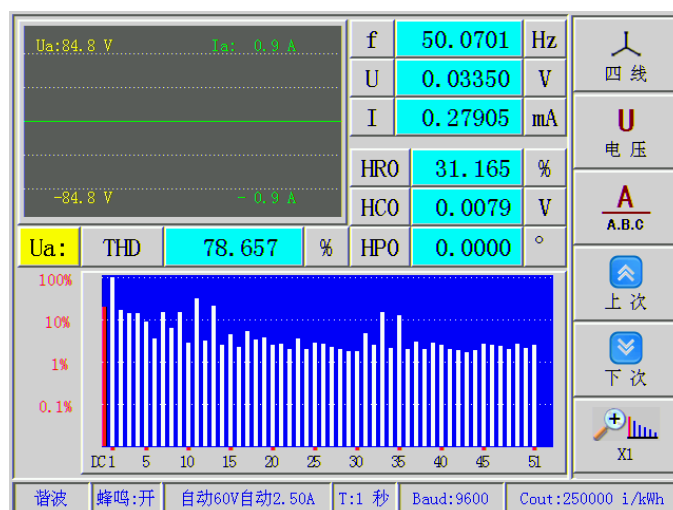 Ua:84.8 V Ia: 0.9 A
-84.8 V - 0.9 A
f 50.0701 Hz
U 0.03350 V
I 0.27905 mA
HR0 31.165 %
HC0 0.0079 V
HP0 0.0000 °
Ua: THD 78.657 %
100%
10%
1%
0.1%
DC 1 5 10 15 20 25 30 35 40 45 51
四线
U
电压
A
A.B.C
上次
下次
X1
谐波 蜂鸣:开 自动60V自动2.50A T:1 秒 Baud:9600 Cout:250000 i/kWh